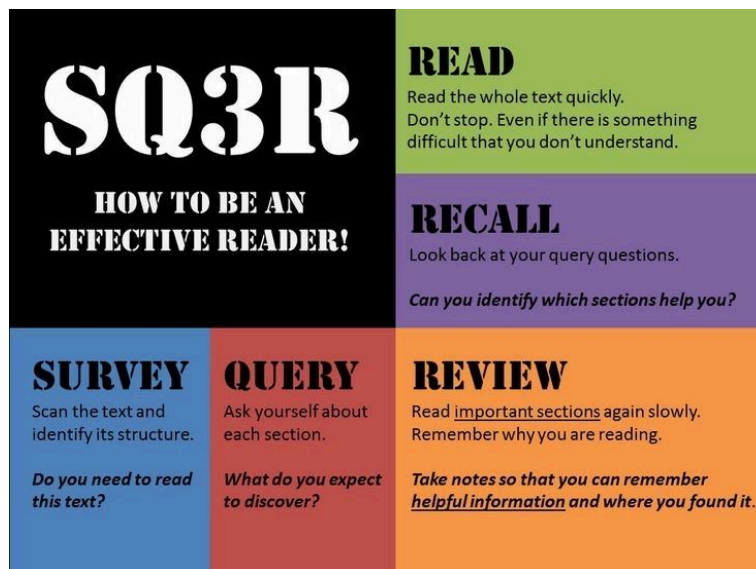 SQ3R
HOW TO BE AN
EFFECTIVE READER!
SURVEY
Scan the text and
identify its structure.
Do you need to read
this text?
QUERY
Ask yourself about
each section.
What do you expect
to discover?
READ
Read the whole text quickly.
Don’t stop. Even if there is something
difficult that you don’t understand.
RECALL
Look back at your query questions.
Can you identify which sections help you?
REVIEW
Read important sections again slowly.
Remember why you are reading.
Take notes so that you can remember
helpful information and where you found it.